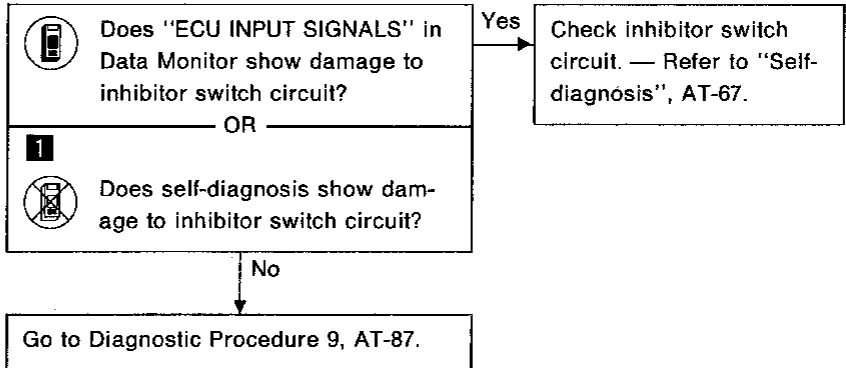 Does "ECU INPUT SIGNALS" in
Data Monitor show damage to
inhibitor switch circuit?
OR
1
Does self-diagnosis show dam-
age to inhibitor switch circuit?
Yes
Check inhibitor switch
circuit. — Refer to "Self-
diagnosis", AT-67.
No
Go to Diagnostic Procedure 9, AT-87.